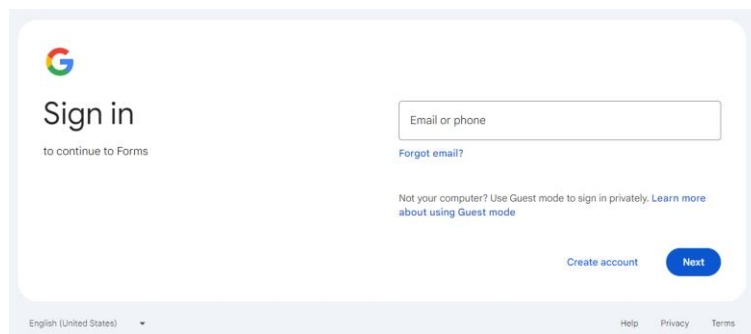 Sign in
to continue to Forms
Email or phone
Forgot email?
Not your computer? Use Guest mode to sign in privately. Learn more
about using Guest mode
Create account
Next
English (United States)
Help Privacy Terms